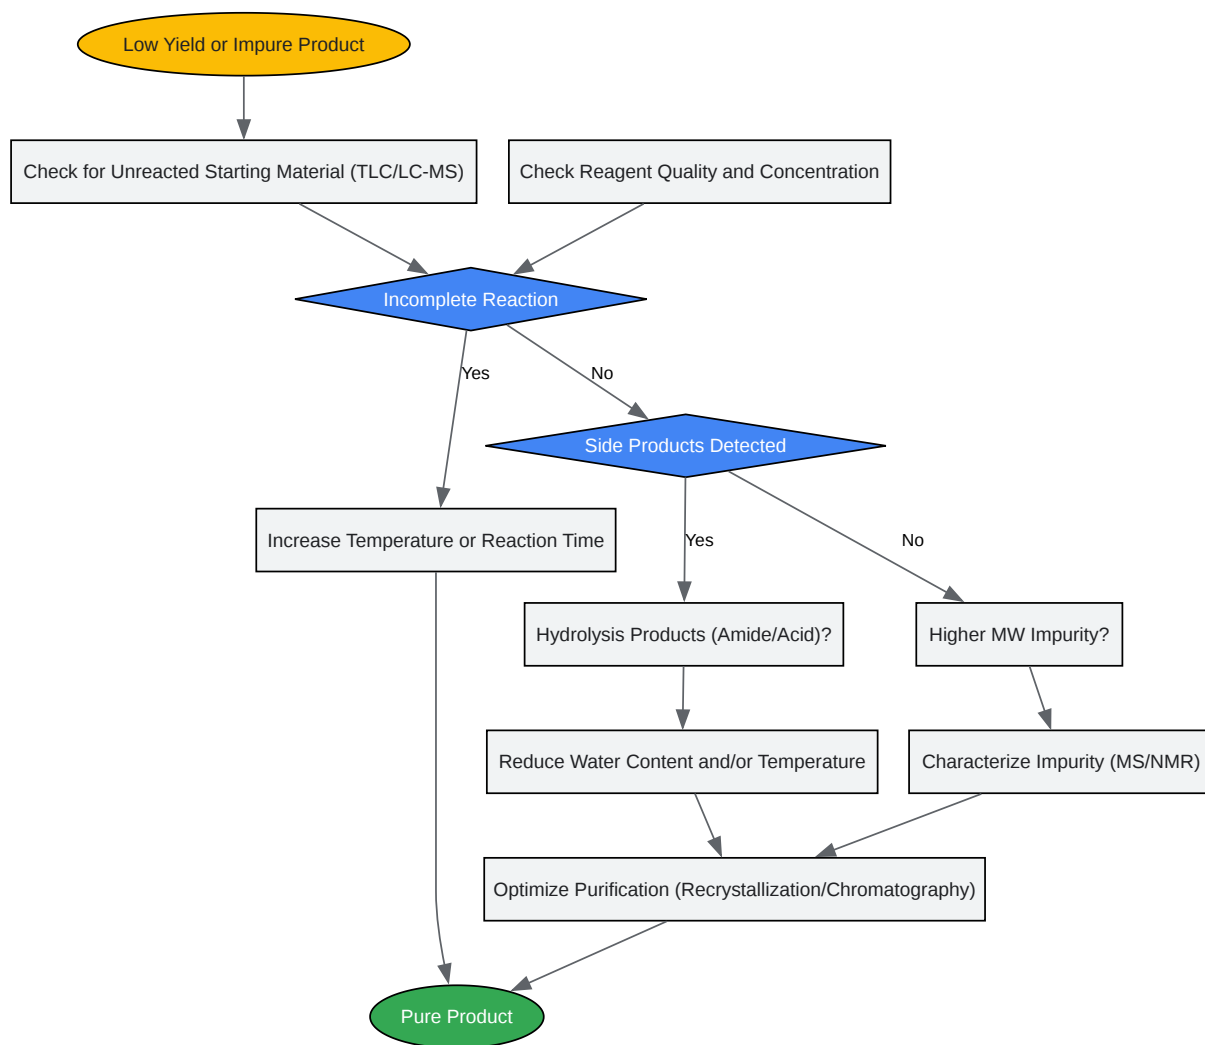 Low Yield or Impure Product
Check for Unreacted Starting Material (TLC/LC-MS)
Check Reagent Quality and Concentration
Incomplete Reaction
Yes
No
Side Products Detected
Increase Temperature or Reaction Time
Yes
No
Hydrolysis Products (Amide/Acid)?
Higher MW Impurity?
Reduce Water Content and/or Temperature
Characterize Impurity (MS/NMR)
Optimize Purification (Recrystallization/Chromatography)
Pure Product